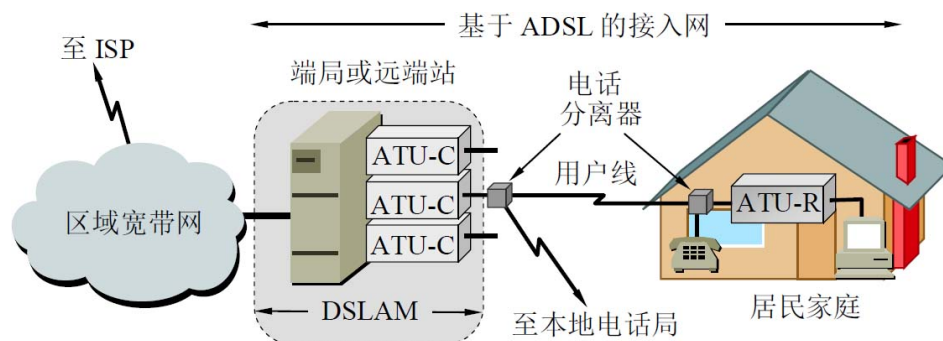 基于 ADSL 的接入网
至 ISP
端局或远端站
电话
分离器
ATU-C
用户线
ATU-C
ATU-R
区域宽带网
ATU-C
DSLAM
至本地电话局
居民家庭